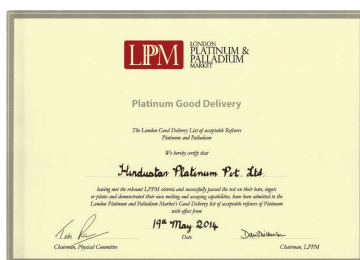 LPPM
LONDON
PLATINUM &
PALLADIUM
MARKET
Platinum Good Delivery
The London Good Delivery List of acceptable Refiners
Platinum and Palladium
We hereby certify that
Hindustan Platinum Pvt. Ltd.
having met the relevant LPPM criteria and successfully passed the test on their bars, ingots
or plates and demonstrated their own melting and assaying capabilities, have been admitted to the
London Platinum and Palladium Market's Good Delivery list of acceptable refiners of Platinum
with effect from
19th May 2014
Date
Chairman, Physical Committee
Chairman, LPPM